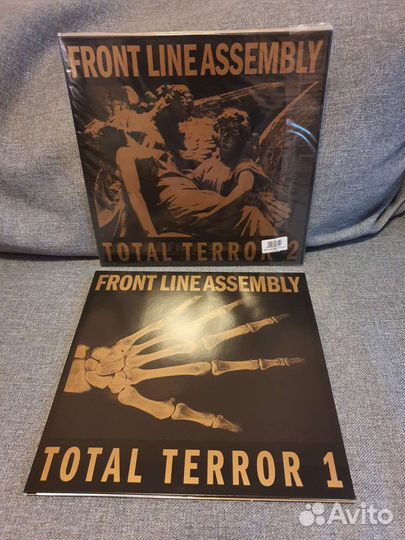 FRONT LINE ASSEMBLY
TOTAL TERROR 2
FRONT LINE ASSEMBLY
TOTAL TERROR 1
Avito